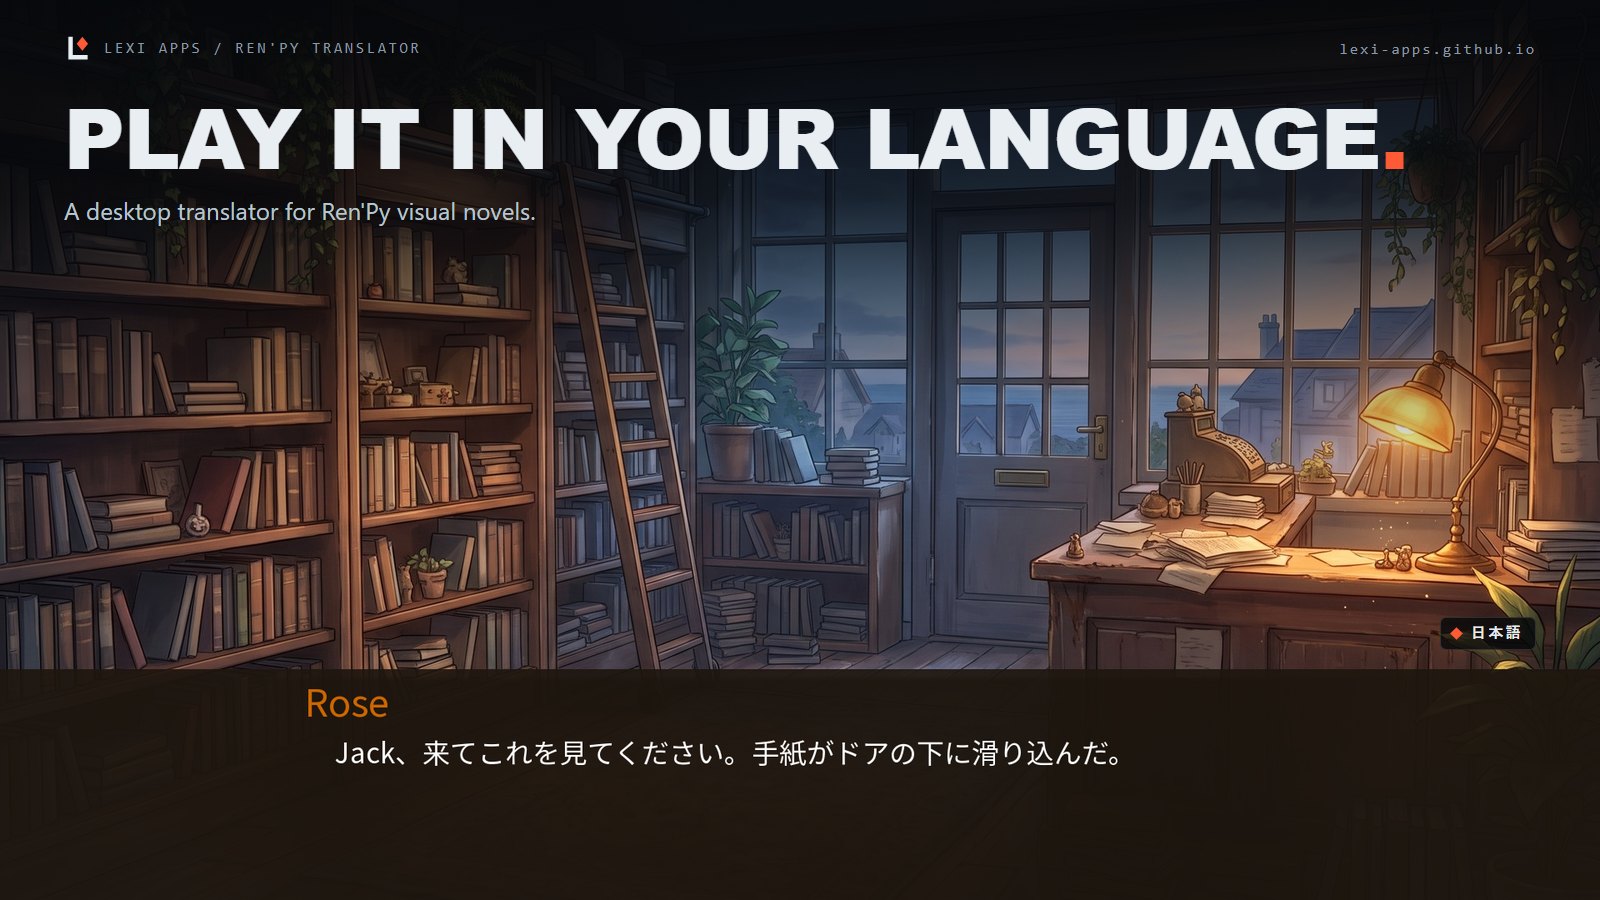 LEXI APPS / REN'PY TRANSLATOR
lexi-apps.github.io
PLAY IT IN YOUR LANGUAGE.
A desktop translator for Ren'Py visual novels.
日本語
Rose
Jack、来てこれを見てください。手紙がドアの下に滑り込んだ。